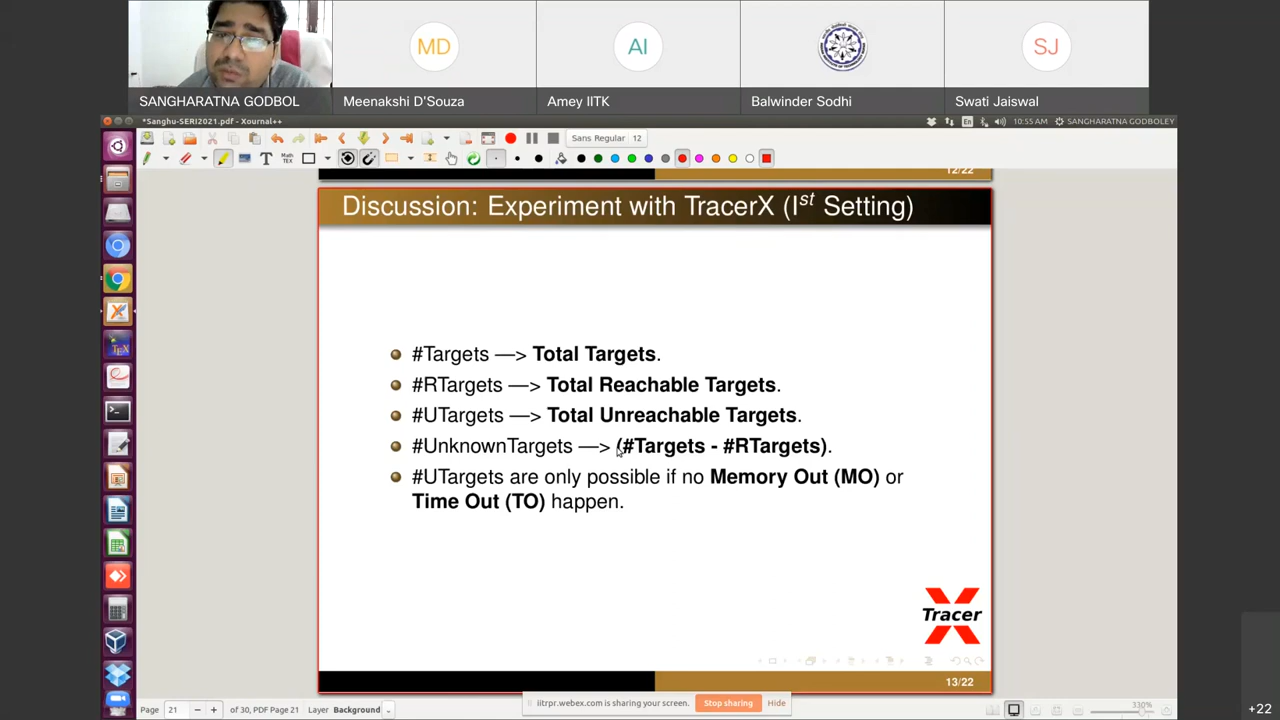 MD
AI
SJ
SANGHARATNA GODBOL
Meenakshi D'Souza
Amey IITK
Balwinder Sodhi
Swati Jaiswal
*Sanghu-SERI2021.pdf - Xournal++
En
10:55 AM
SANGHARATNA GODBOLEY
Sans Regular
12
T
Math
TEX
12/22
Discussion: Experiment with TracerX (Ist Setting)
#Targets —> Total Targets.
#RTargets —> Total Reachable Targets.
#UTargets —> Total Unreachable Targets.
#UnknownTargets —> (#Targets - #RTargets).
#UTargets are only possible if no Memory Out (MO) or
Time Out (TO) happen.
Tracer
X
13/22
iitrpr.webex.com is sharing your screen.
Stop sharing
Hide
Page
21
of 30, PDF Page 21
Layer
Background
330%
+22